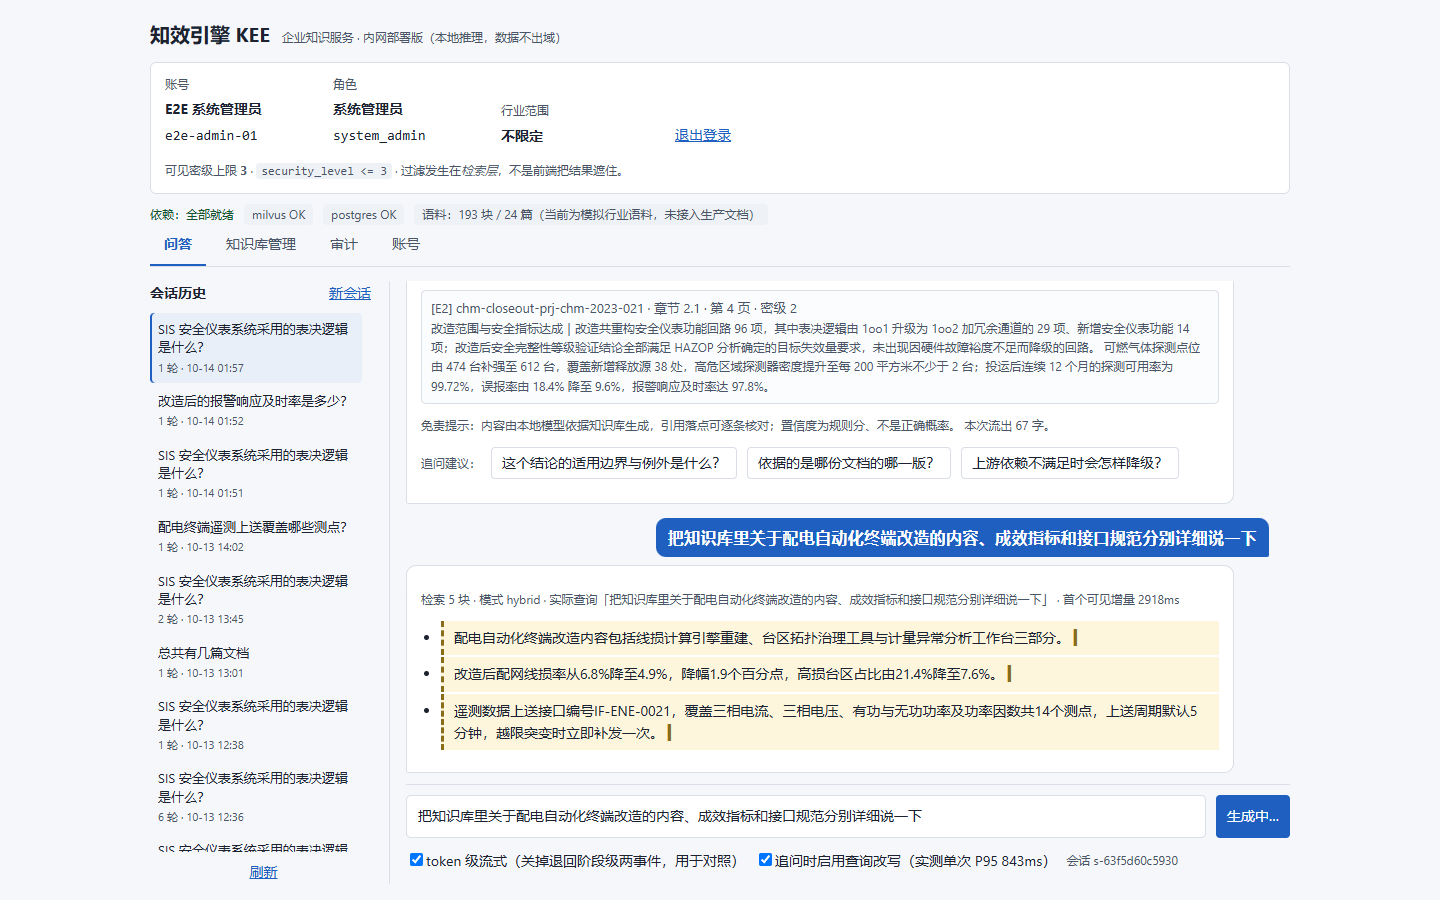 知效引擎 KEE 企业知识服务 · 内网部署版（本地推理，数据不出域）
账号 角色
E2E 系统管理员 系统管理员 行业范围
e2e-admin-01 system_admin 不限定 退出登录
可见密级上限 3 · security_level <= 3 · 过滤发生在检索层，不是前端把结果遮住。
依赖：全部就绪 milvus OK postgres OK 语料：193 块 / 24 篇（当前为模拟行业语料，未接入生产文档）
问答 知识库管理 审计 账号
会话历史 新会话
SIS 安全仪表系统采用的表决逻辑
是什么？
1 轮 · 10-14 01:57
改造后的报警响应及时率是多少？
1 轮 · 10-14 01:52
SIS 安全仪表系统采用的表决逻辑
是什么？
1 轮 · 10-14 01:51
配电终端遥测上送覆盖哪些测点？
1 轮 · 10-13 14:02
SIS 安全仪表系统采用的表决逻辑
是什么？
2 轮 · 10-13 13:45
总共有几篇文档
1 轮 · 10-13 13:01
SIS 安全仪表系统采用的表决逻辑
是什么？
1 轮 · 10-13 12:38
SIS 安全仪表系统采用的表决逻辑
是什么？
6 轮 · 10-13 12:36
SIS 安全仪表系统采用的表决逻辑
刷新
[E2] chm-closeout-prj-chm-2023-021 · 章节 2.1 · 第 4 页 · 密级 2
改造范围与安全指标达成 | 改造共重构安全仪表功能回路 96 项，其中表决逻辑由 1oo1 升级为 1oo2 加冗余通道的 29 项、新增安全仪表功能 14
项；改造后安全完整性等级验证结论全部满足 HAZOP 分析确定的目标失效量要求，未出现因硬件故障裕度不足而降级的回路。 可燃气体探测点位
由 474 台补强至 612 台，覆盖新增释放源 38 处，高危区域探测器密度提升至每 200 平方米不少于 2 台；投运后连续 12 个月的探测可用率为
99.72%，误报率由 18.4% 降至 9.6%，报警响应及时率达 97.8%。
免责提示：内容由本地模型依据知识库生成，引用落点可逐条核对；置信度为规则分、不是正确概率。 本次流出 67 字。
追问建议： 这个结论的适用边界与例外是什么？ 依据的是哪份文档的哪一版？ 上游依赖不满足时会怎样降级？
把知识库里关于配电自动化终端改造的内容、成效指标和接口规范分别详细说一下
检索 5 块 · 模式 hybrid · 实际查询「把知识库里关于配电自动化终端改造的内容、成效指标和接口规范分别详细说一下」 · 首个可见增量 2918ms
• 配电自动化终端改造内容包括线损计算引擎重建、台区拓扑治理工具与计量异常分析工作台三部分。
• 改造后配网线损率从6.8%降至4.9%，降幅1.9个百分点，高损台区占比由21.4%降至7.6%。
• 遥测数据上送接口编号IF-ENE-0021，覆盖三相电流、三相电压、有功与无功功率及功率因数共14个测点，上送周期默认5
分钟，越限突变时立即补发一次。
把知识库里关于配电自动化终端改造的内容、成效指标和接口规范分别详细说一下 生成中…
token 级流式（关掉退回阶段级两事件，用于对照） 追问时启用查询改写（实测单次 P95 843ms） 会话 s-63f5d60c5930